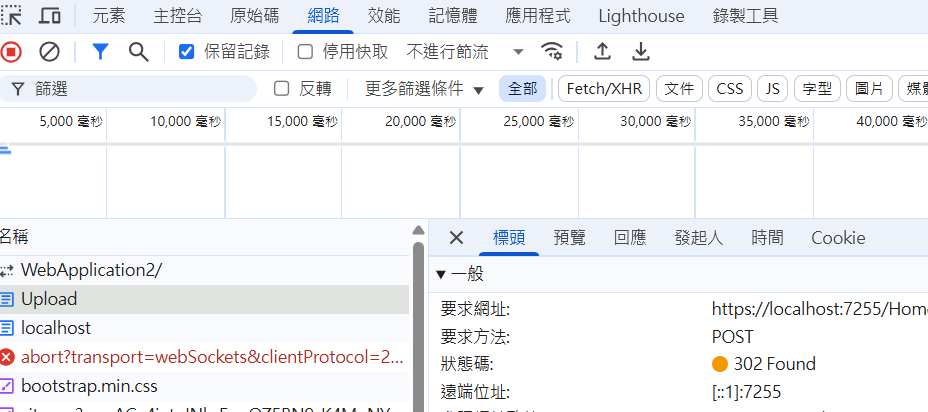 元素 主控台 原始碼 網路 效能 記憶體 應用程式 Lighthouse 錄製工具
保留記錄 停用快取 不進行節流
篩選 反轉 更多篩選條件 全部 Fetch/XHR 文件 CSS JS 字型 圖片 媒體
5,000 毫秒 10,000 毫秒 15,000 毫秒 20,000 毫秒 25,000 毫秒 30,000 毫秒 35,000 毫秒 40,000 毫秒
名稱
WebApplication2/
Upload
localhost
abort?transport=webSockets&clientProtocol=2...
bootstrap.min.css
標頭 預覽 回應 發起人 時間 Cookie
一般
要求網址: https://localhost:7255/Home
要求方法: POST
狀態碼: 302 Found
遠端位址: [::1]:7255